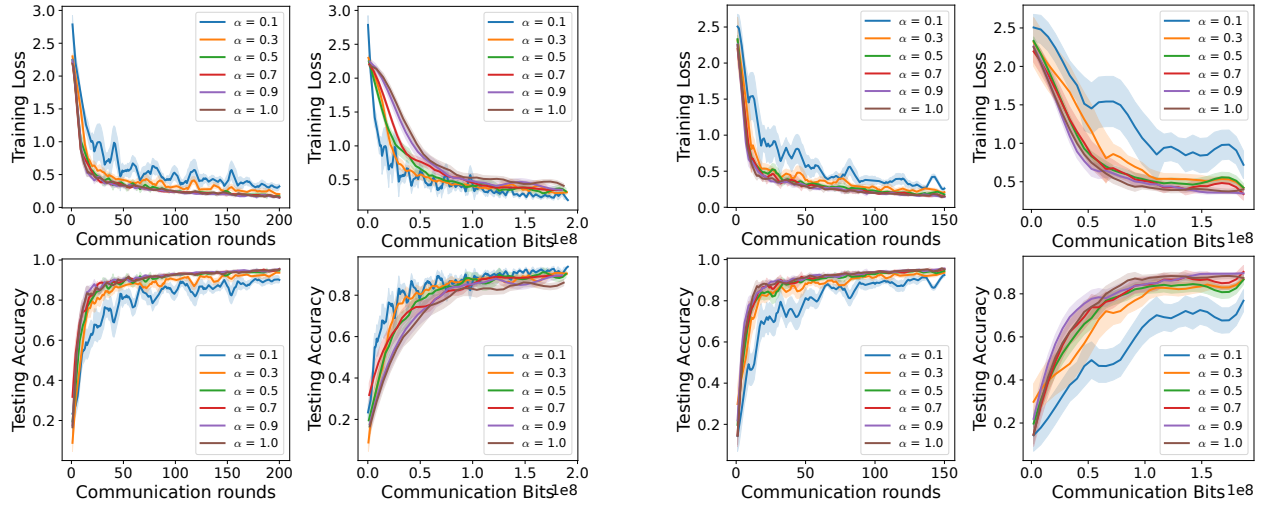 3.0
2.5
2.0
1.5
1.0
0.5
0.0
Training Loss
α = 0.1
α = 0.3
α = 0.5
α = 0.7
α = 0.9
α = 1.0
0 50 100 150 200
Communication rounds
3.0
2.5
2.0
1.5
1.0
0.5
Training Loss
α = 0.1
α = 0.3
α = 0.5
α = 0.7
α = 0.9
α = 1.0
0.0 0.5 1.0 1.5 2.0
Communication Bits 1e8
2.5
2.0
1.5
1.0
0.5
0.0
Training Loss
α = 0.1
α = 0.3
α = 0.5
α = 0.7
α = 0.9
α = 1.0
0 50 100 150
Communication rounds
2.5
2.0
1.5
1.0
0.5
Training Loss
α = 0.1
α = 0.3
α = 0.5
α = 0.7
α = 0.9
α = 1.0
0.0 0.5 1.0 1.5
Communication Bits 1e8
1.0
0.8
0.6
0.4
0.2
Testing Accuracy
α = 0.1
α = 0.3
α = 0.5
α = 0.7
α = 0.9
α = 1.0
0 50 100 150 200
Communication rounds
0.8
0.6
0.4
0.2
Testing Accuracy
α = 0.1
α = 0.3
α = 0.5
α = 0.7
α = 0.9
α = 1.0
0.0 0.5 1.0 1.5 2.0
Communication Bits 1e8
1.0
0.8
0.6
0.4
0.2
Testing Accuracy
α = 0.1
α = 0.3
α = 0.5
α = 0.7
α = 0.9
α = 1.0
0 50 100 150
Communication rounds
0.8
0.6
0.4
0.2
Testing Accuracy
α = 0.1
α = 0.3
α = 0.5
α = 0.7
α = 0.9
α = 1.0
0.0 0.5 1.0 1.5
Communication Bits 1e8